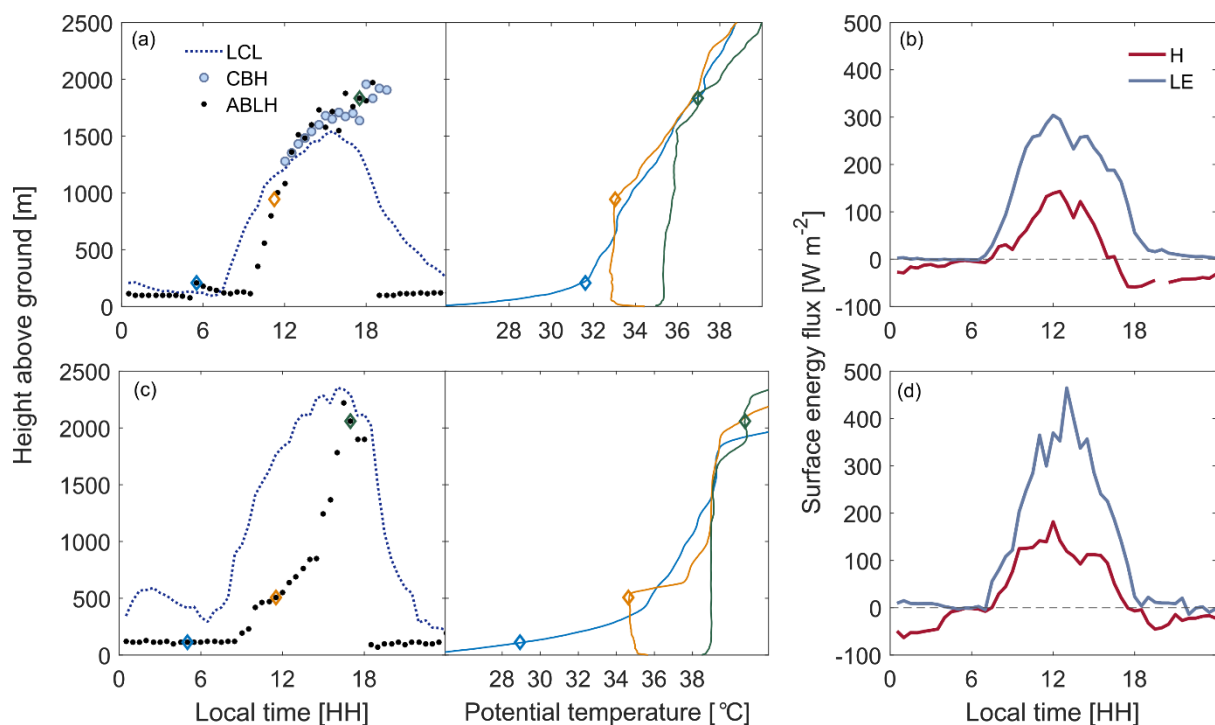 (a)
LCL
CBH
ABLH
2500
2000
1500
1000
500
0
0 6 12 18
28 30 32 34 36 38
(b)
H
LE
500
400
300
200
100
0
-100
0 6 12 18
Height above ground [m]
Surface energy flux [W m⁻²]
(c)
2500
2000
1500
1000
500
0
0 6 12 18
28 30 32 34 36 38
(d)
500
400
300
200
100
0
-100
0 6 12 18
Local time [HH]
Potential temperature [°C]
Local time [HH]